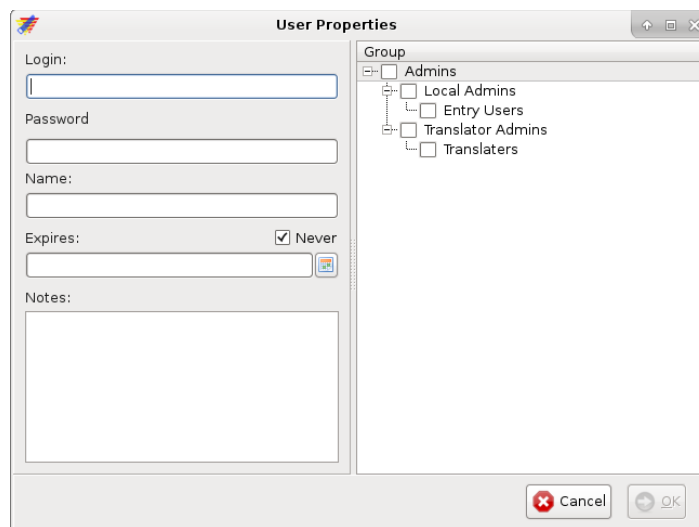 User Properties
Login:
Password
Name:
Expires:
Never
Notes:
Group
Admins
Local Admins
Entry Users
Translator Admins
Translaters
Cancel
OK